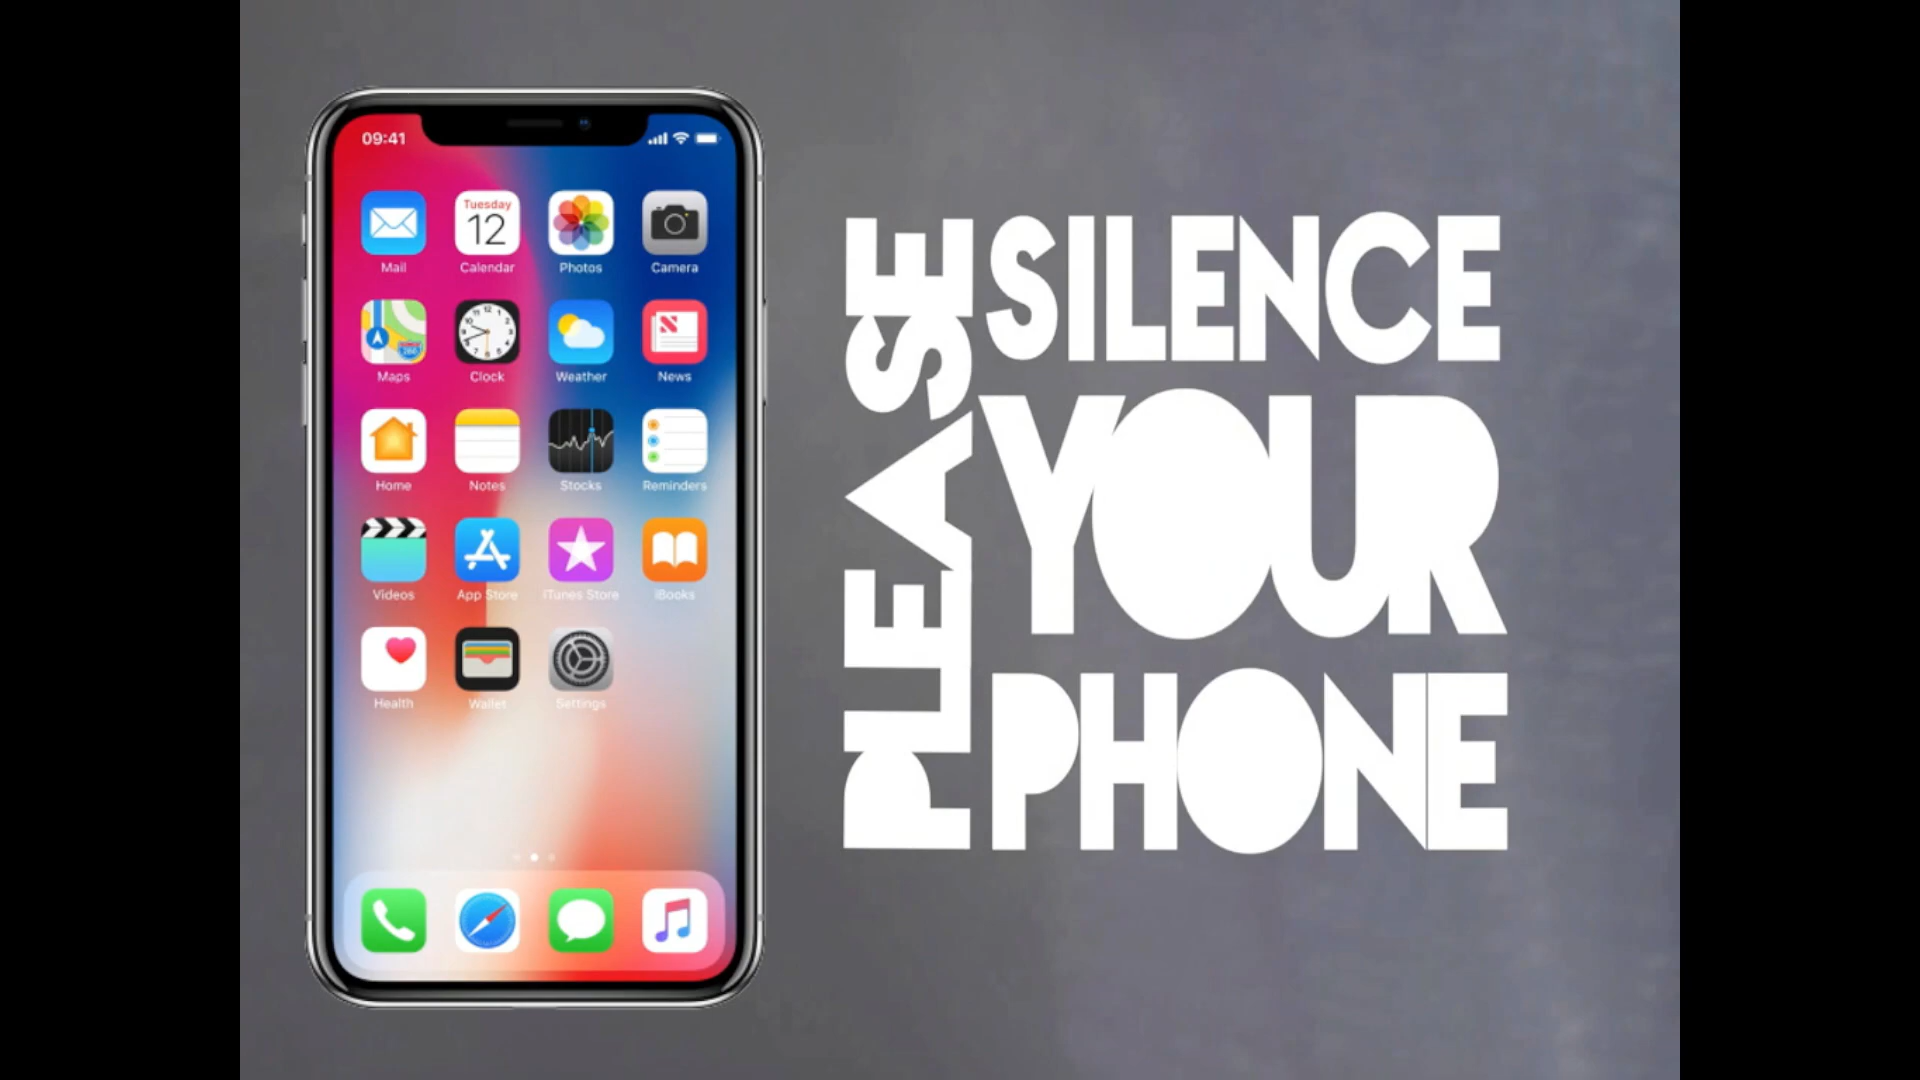 09:41
Tuesday
12
Mail Calendar Photos Camera
280
Maps Clock Weather News
Home Notes Stocks Reminders
Videos App Store iTunes Store iBooks
Health Wallet Settings
PLEASE
SILENCE
YOUR
PHONE